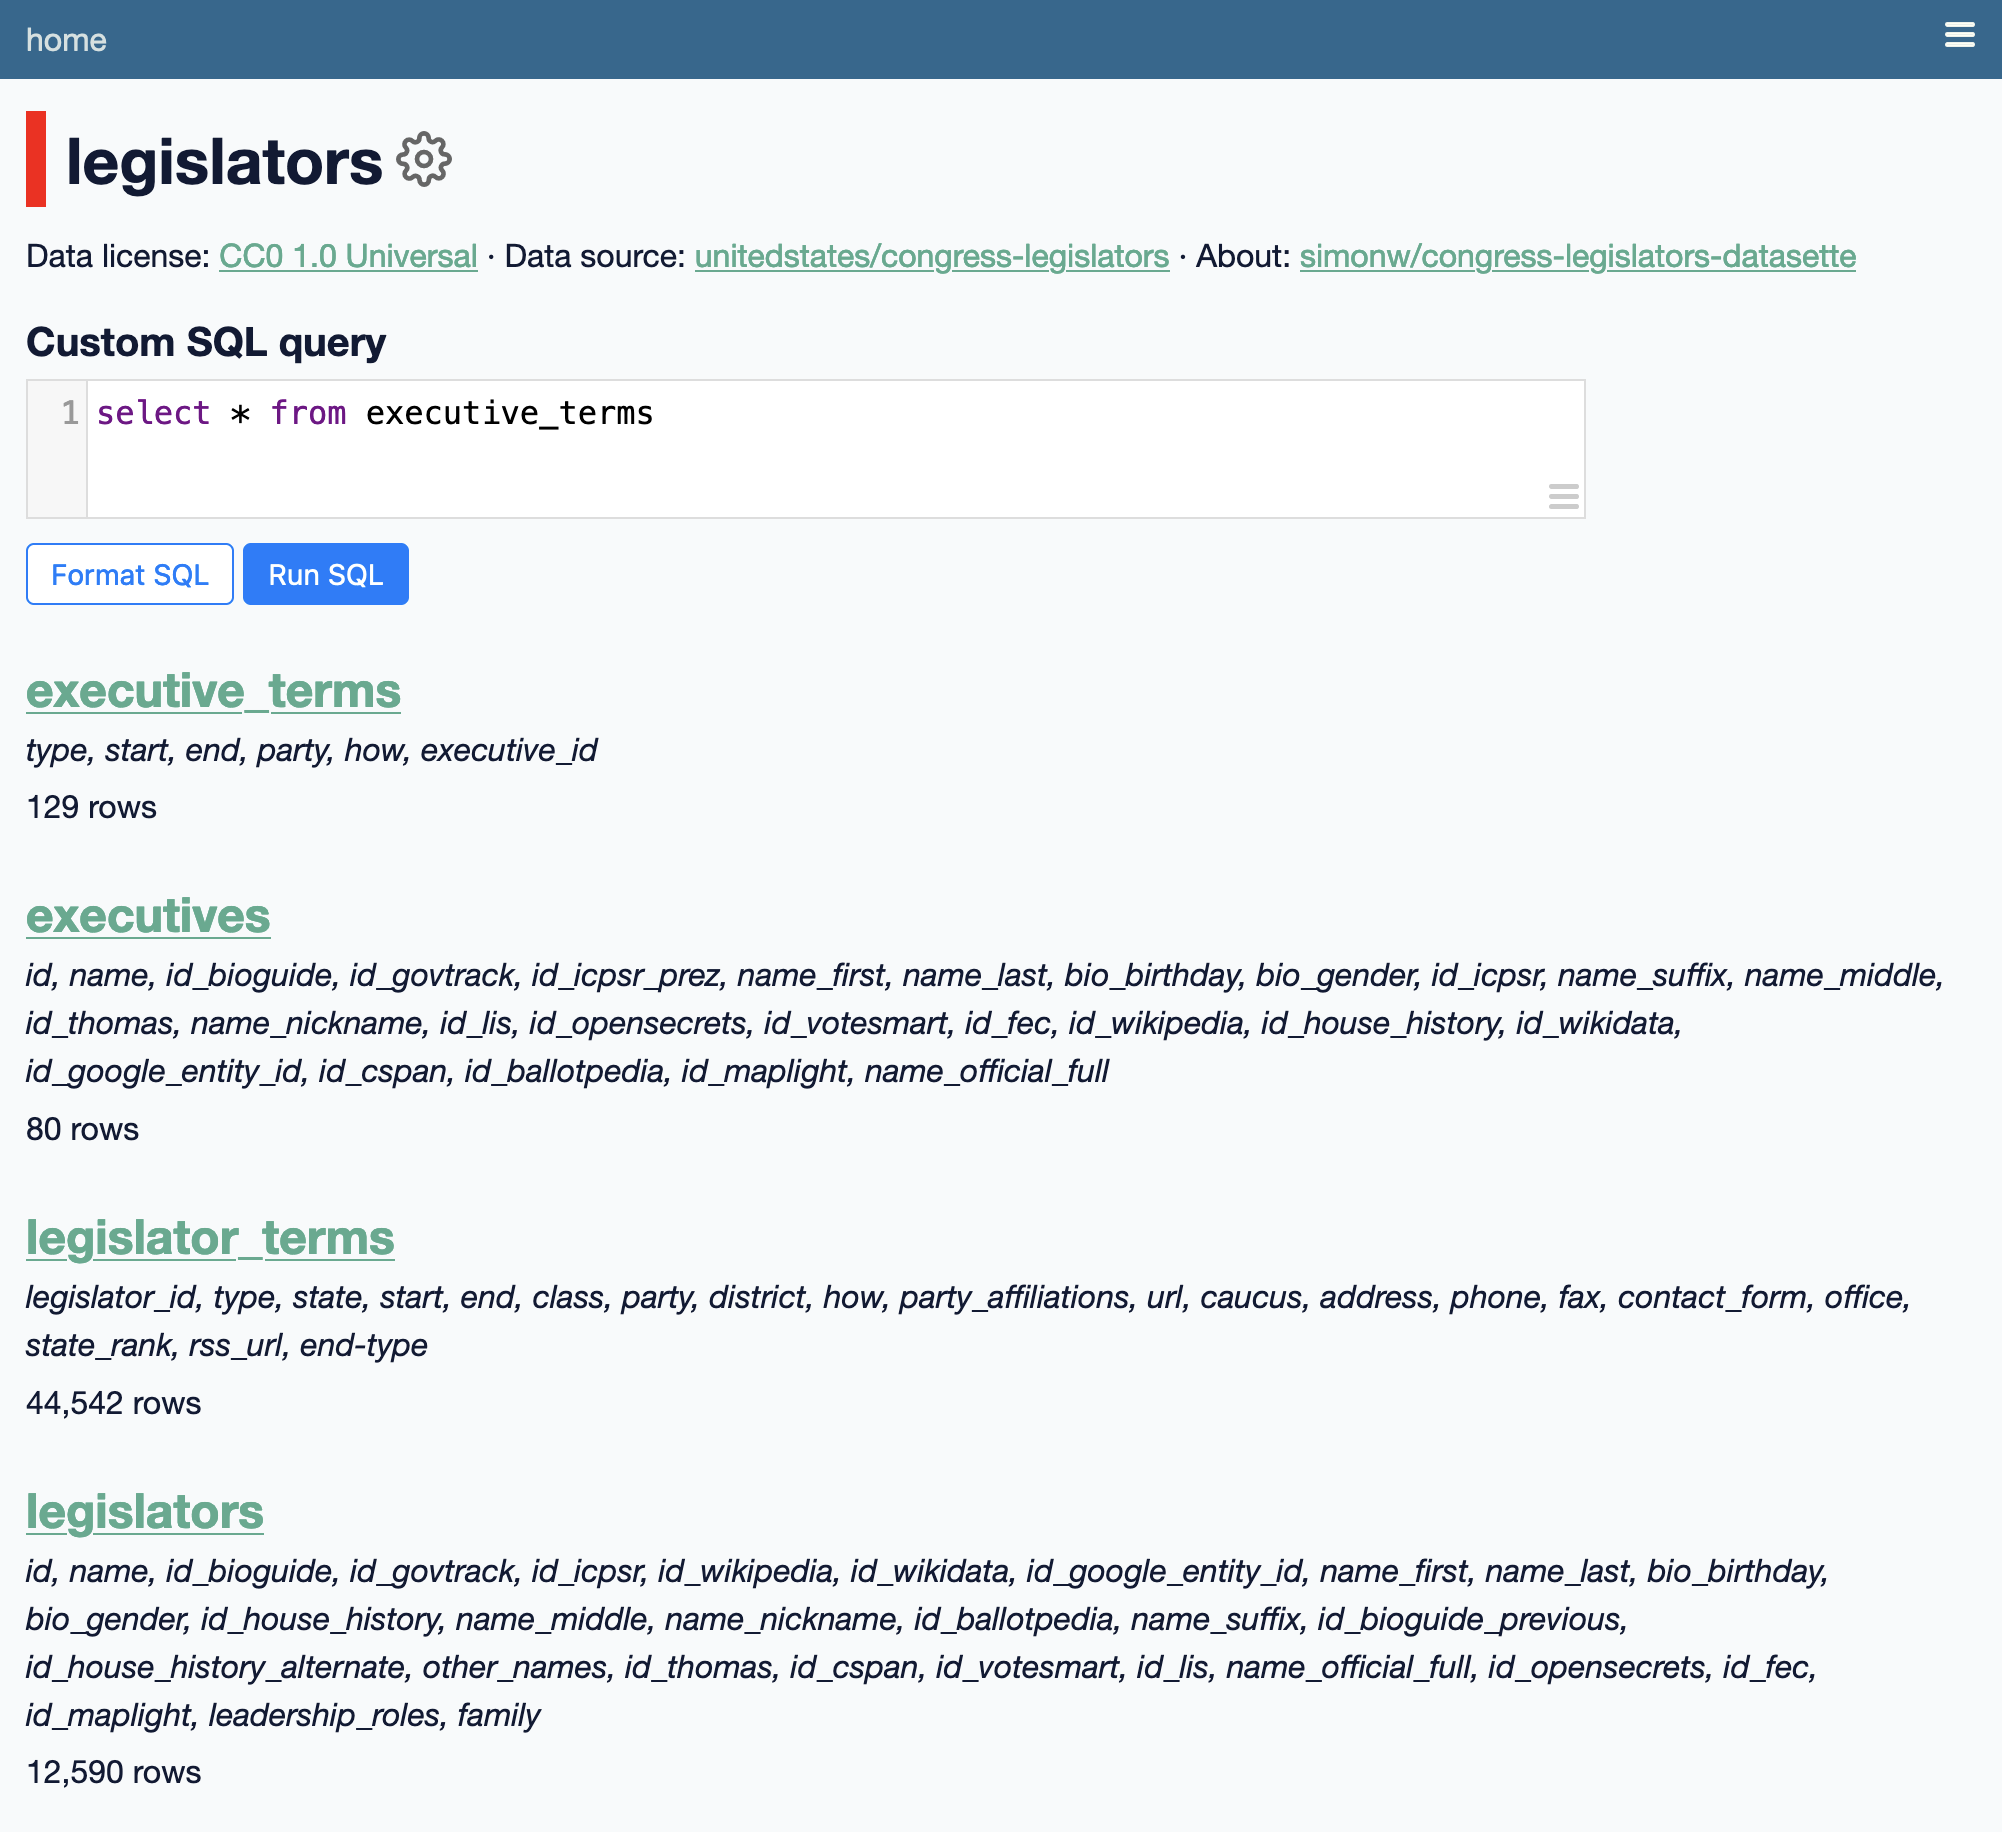 home
legislators
Data license: CC0 1.0 Universal · Data source: unitedstates/congress-legislators · About: simonw/congress-legislators-datasette
Custom SQL query
1 select * from executive_terms
Format SQL Run SQL
executive_terms
type, start, end, party, how, executive_id
129 rows
executives
id, name, id_bioguide, id_govtrack, id_icpsr_prez, name_first, name_last, bio_birthday, bio_gender, id_icpsr, name_suffix, name_middle,
id_thomas, name_nickname, id_lis, id_opensecrets, id_votesmart, id_fec, id_wikipedia, id_house_history, id_wikidata,
id_google_entity_id, id_cspan, id_ballotpedia, id_maplight, name_official_full
80 rows
legislator_terms
legislator_id, type, state, start, end, class, party, district, how, party_affiliations, url, caucus, address, phone, fax, contact_form, office,
state_rank, rss_url, end-type
44,542 rows
legislators
id, name, id_bioguide, id_govtrack, id_icpsr, id_wikipedia, id_wikidata, id_google_entity_id, name_first, name_last, bio_birthday,
bio_gender, id_house_history, name_middle, name_nickname, id_ballotpedia, name_suffix, id_bioguide_previous,
id_house_history_alternate, other_names, id_thomas, id_cspan, id_votesmart, id_lis, name_official_full, id_opensecrets, id_fec,
id_maplight, leadership_roles, family
12,590 rows